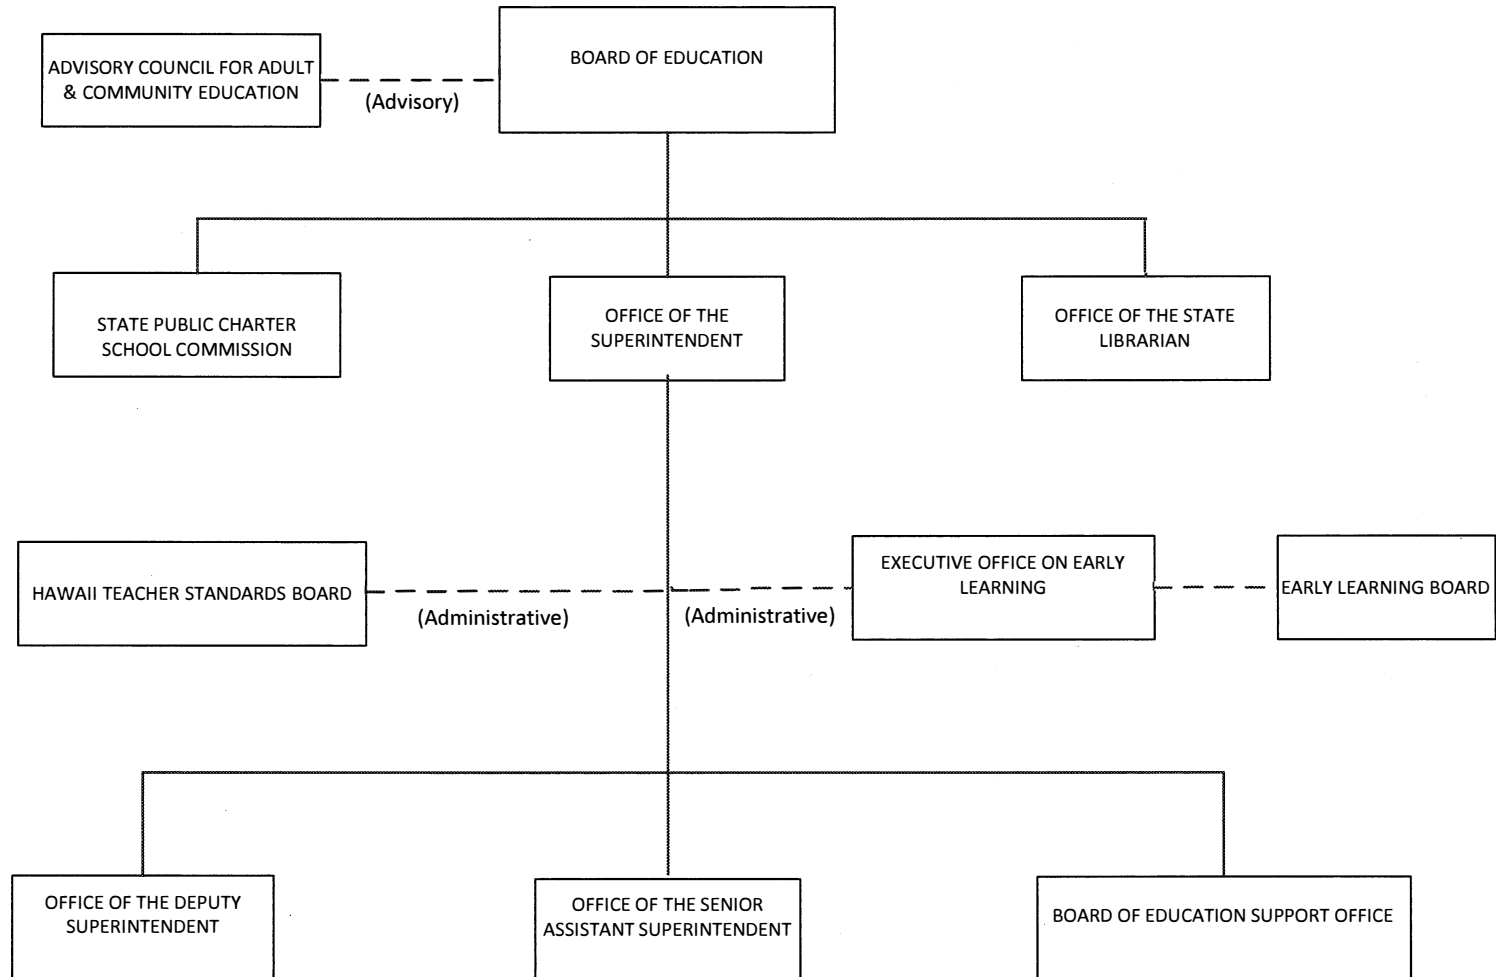 BOARD OF EDUCATION
ADVISORY COUNCIL FOR ADULT
& COMMUNITY EDUCATION
(Advisory)
STATE PUBLIC CHARTER
SCHOOL COMMISSION
OFFICE OF THE
SUPERINTENDENT
OFFICE OF THE STATE
LIBRARIAN
HAWAII TEACHER STANDARDS BOARD
(Administrative)
(Administrative)
EXECUTIVE OFFICE ON EARLY
LEARNING
EARLY LEARNING BOARD
OFFICE OF THE DEPUTY
SUPERINTENDENT
OFFICE OF THE SENIOR
ASSISTANT SUPERINTENDENT
BOARD OF EDUCATION SUPPORT OFFICE